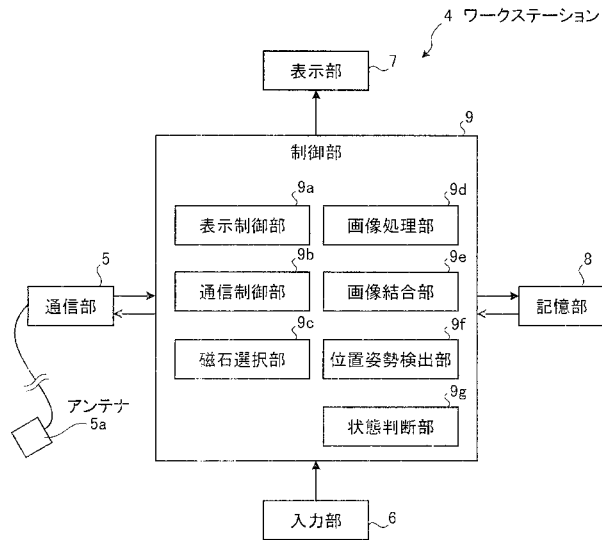 4 ワークステーション
表示部
7
9
制御部
9a
表示制御部
9d
画像処理部
9b
通信制御部
9e
画像結合部
9c
磁石選択部
9f
位置姿勢検出部
9g
状態判断部
5
通信部
アンテナ
5a
8
記憶部
入力部
6